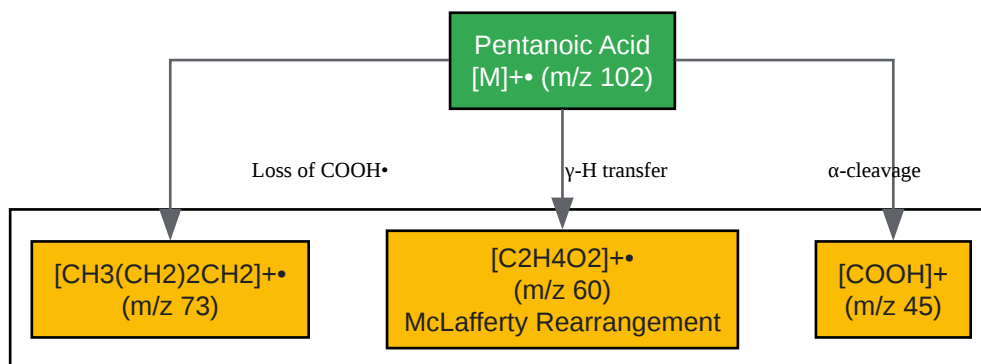 Pentanoic Acid
[M]+• (m/z 102)
Loss of COOH•
γ-H transfer
α-cleavage
[CH3(CH2)2CH2]+•
(m/z 73)
[C2H4O2]+•
(m/z 60)
McLafferty Rearrangement
[COOH]+
(m/z 45)